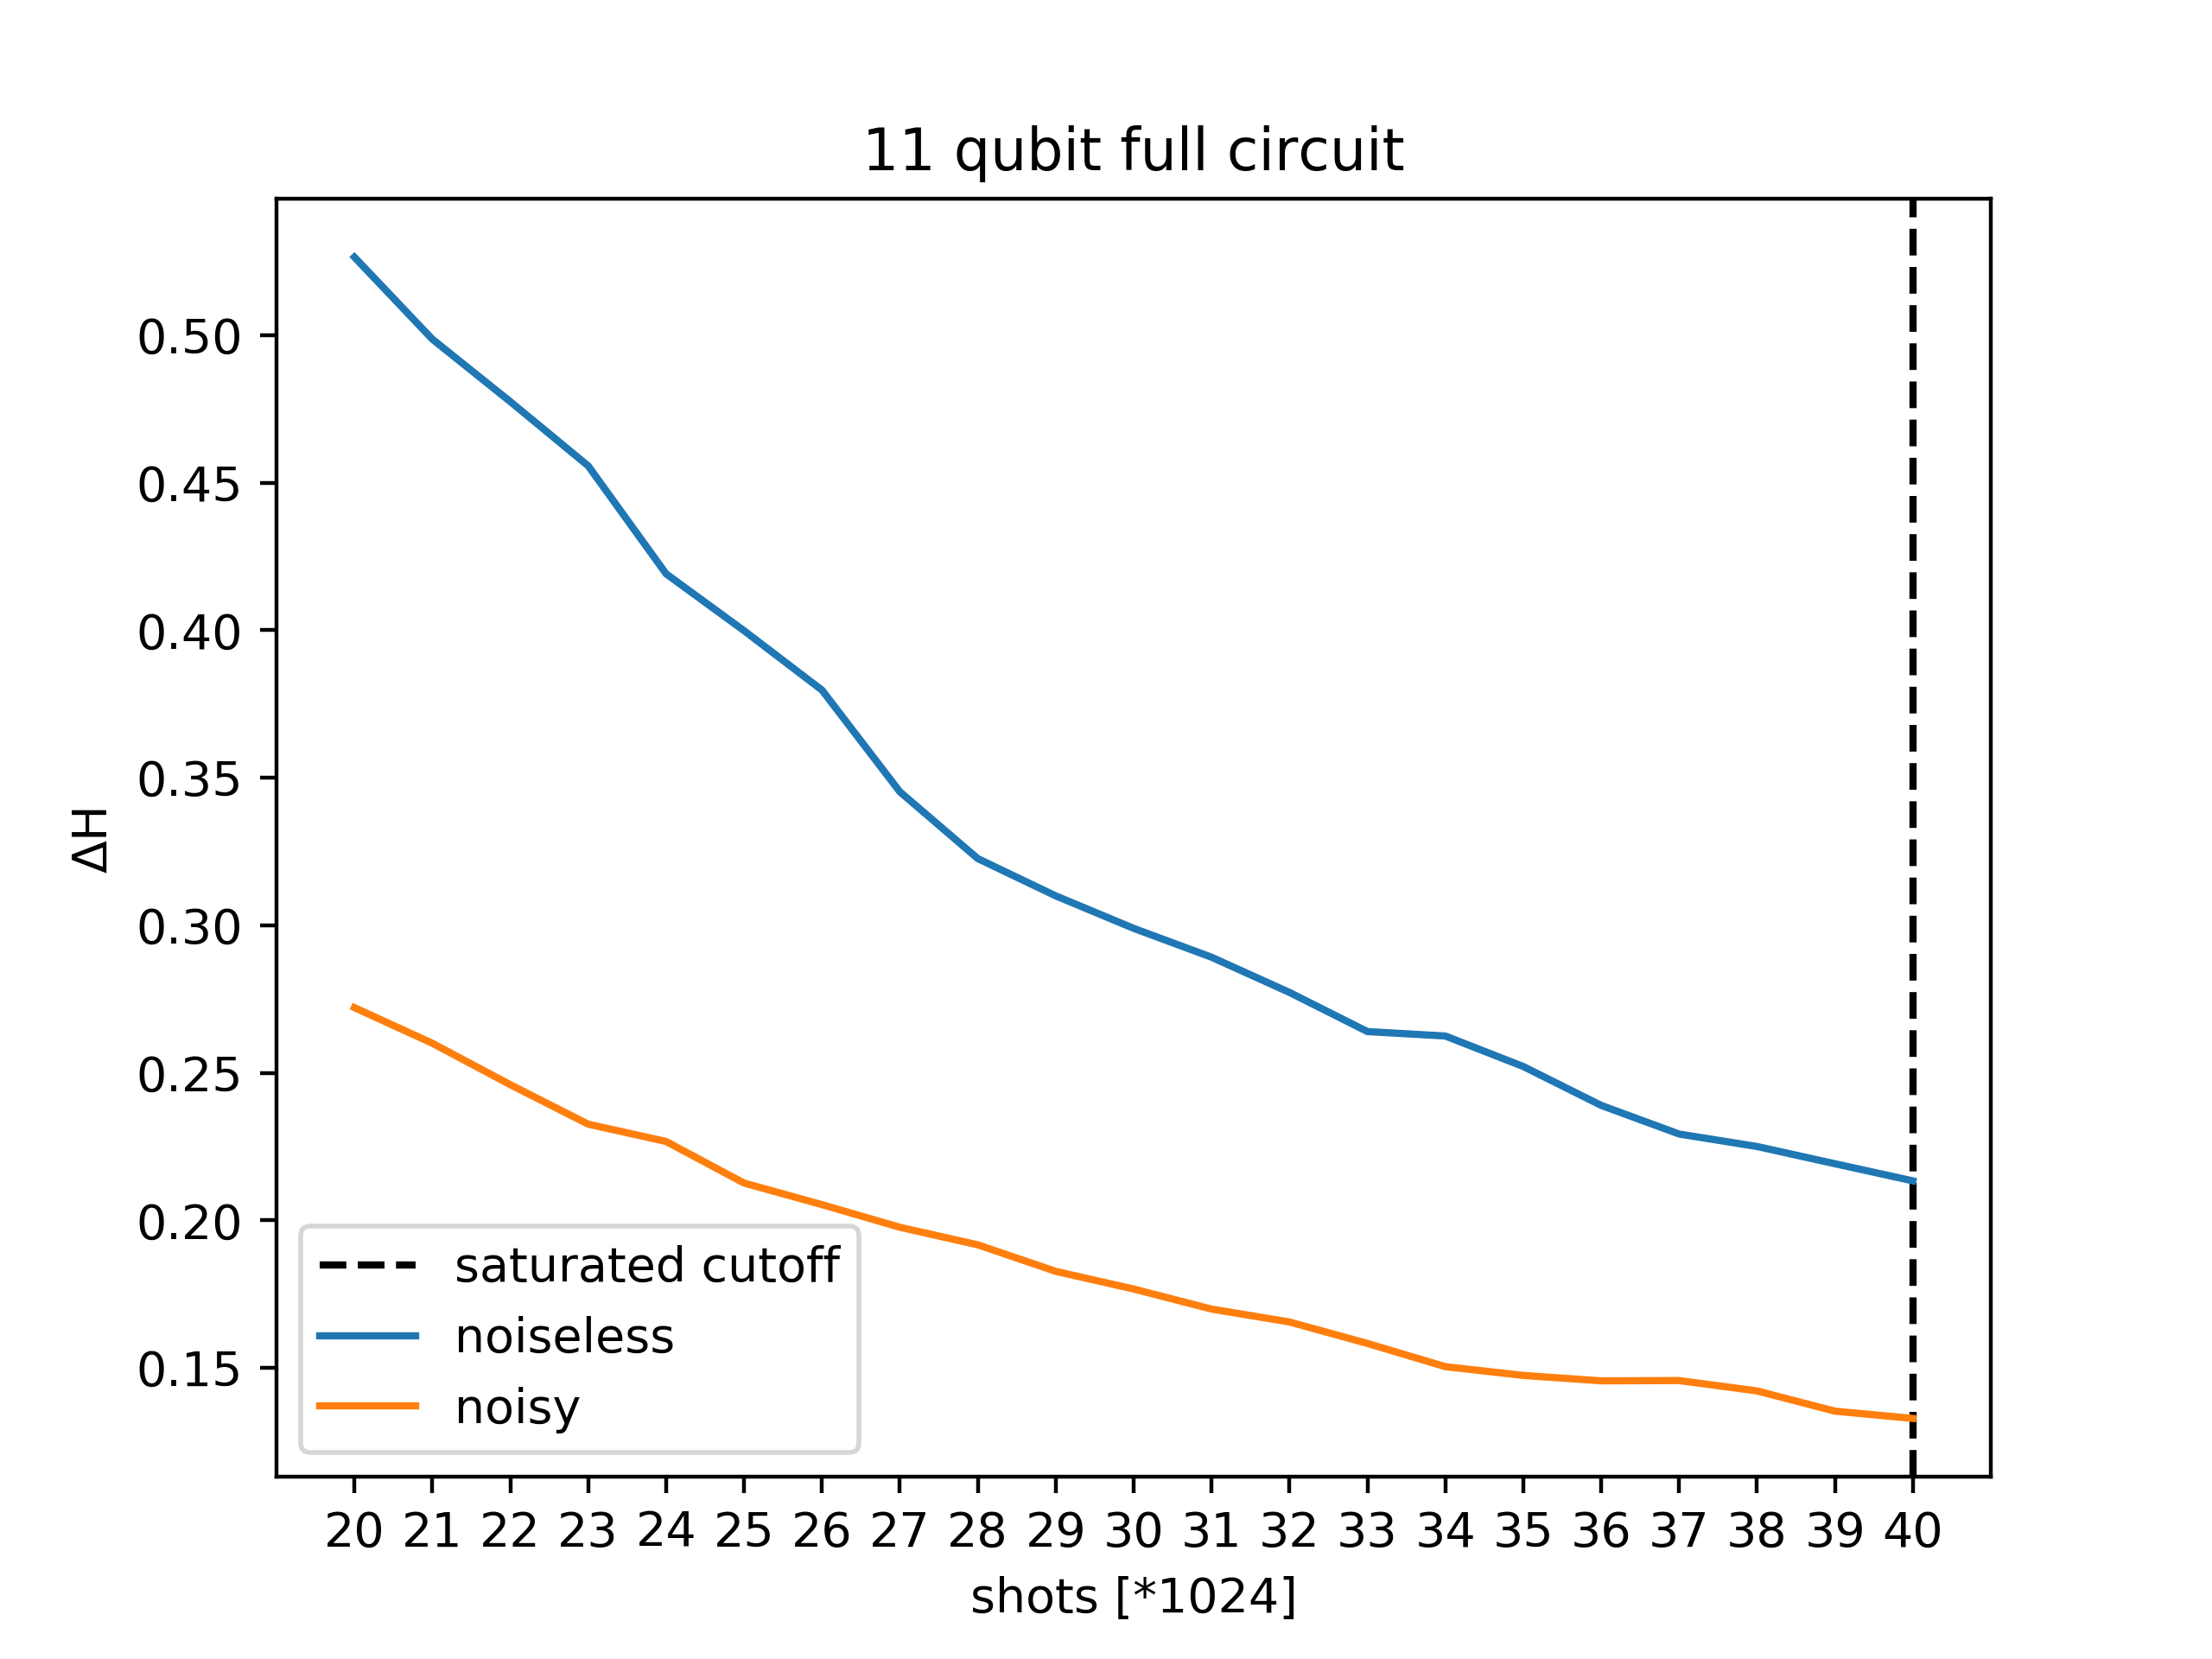 11 qubit full circuit
0.50
0.45
0.40
0.35
0.30
0.25
0.20
0.15
ΔH
saturated cutoff
noiseless
noisy
20 21 22 23 24 25 26 27 28 29 30 31 32 33 34 35 36 37 38 39 40
shots [*1024]